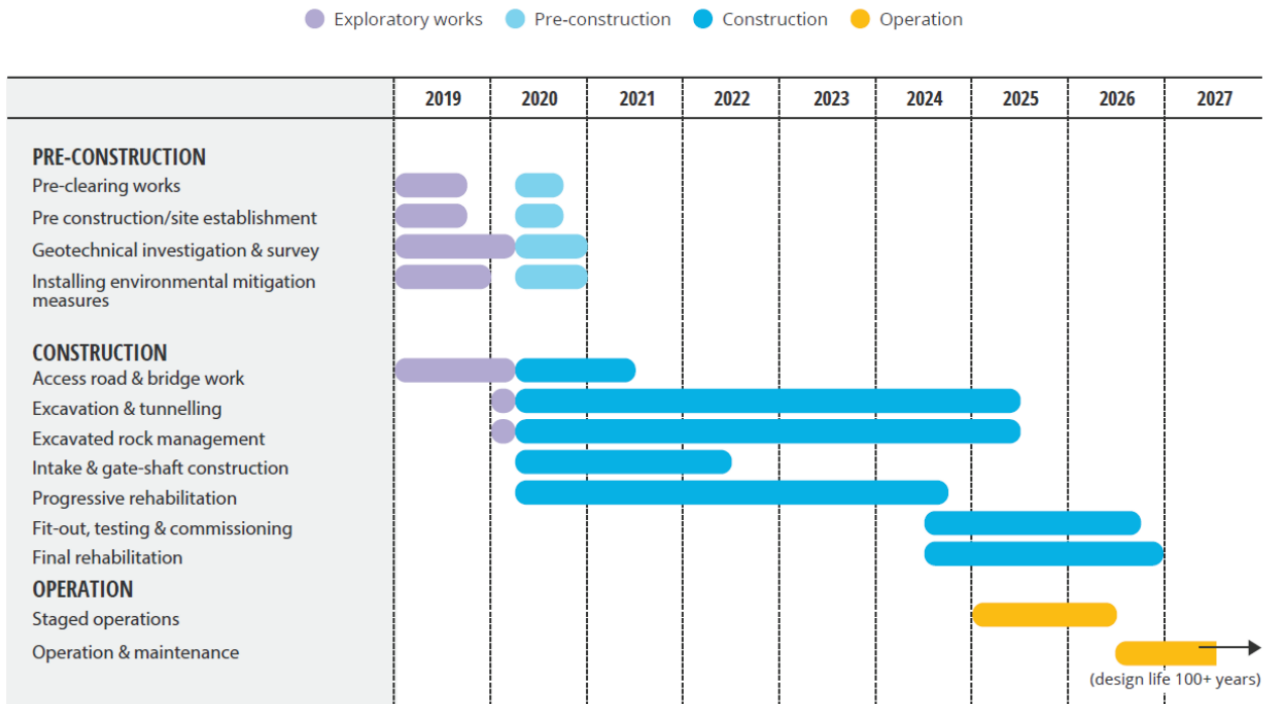 Exploratory works Pre-construction Construction Operation
2019 2020 2021 2022 2023 2024 2025 2026 2027
PRE-CONSTRUCTION
Pre-clearing works
Pre construction/site establishment
Geotechnical investigation & survey
Installing environmental mitigation
measures
CONSTRUCTION
Access road & bridge work
Excavation & tunnelling
Excavated rock management
Intake & gate-shaft construction
Progressive rehabilitation
Fit-out, testing & commissioning
Final rehabilitation
OPERATION
Staged operations
Operation & maintenance
(design life 100+ years)